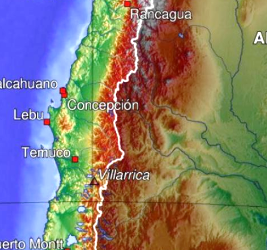 Rancagua
alcahuano
Concepción
Lebu
Temuco
Villarrica
erto Montt
A